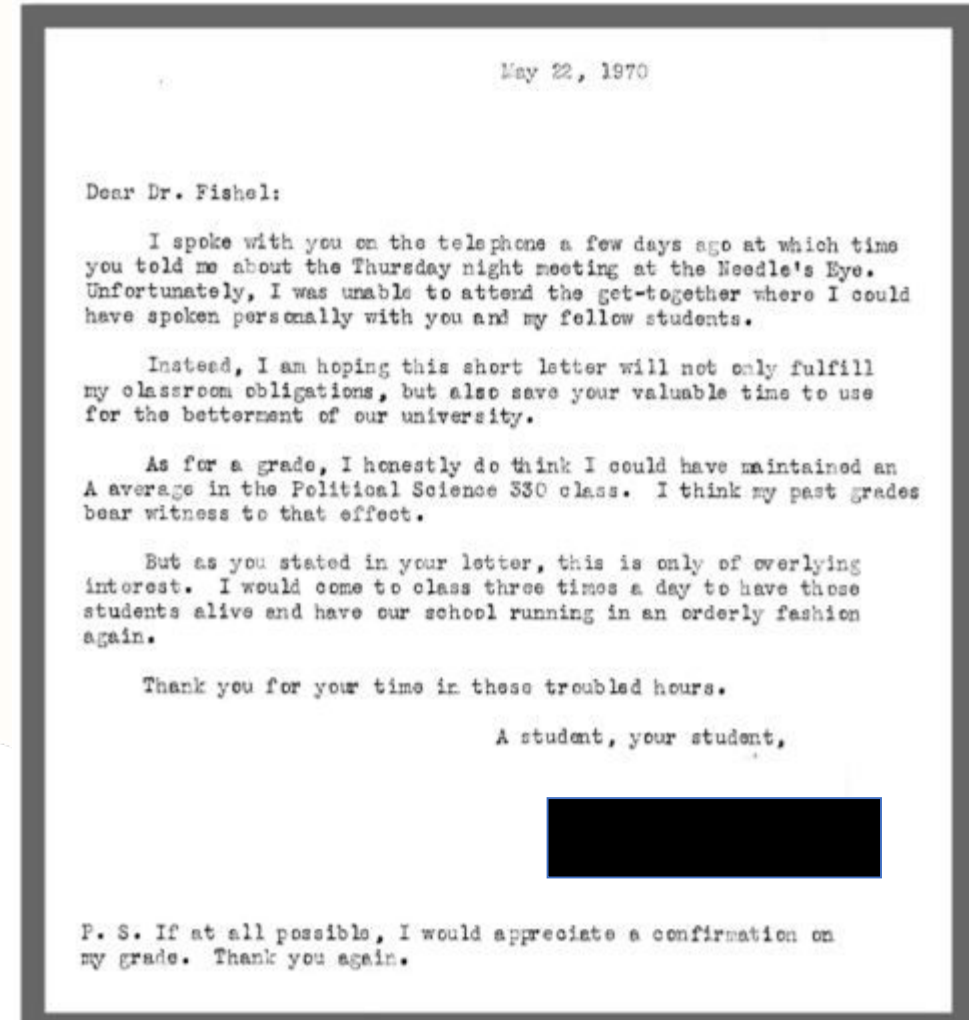 May 22, 1970
Dear Dr. Fishel:
I spoke with you on the telephone a few days ago at which time
you told me about the Thursday night meeting at the Needle's Eye.
Unfortunately, I was unable to attend the get-together where I could
have spoken personally with you and my fellow students.
Instead, I am hoping this short letter will not only fulfill
my classroom obligations, but also save your valuable time to use
for the betterment of our university.
As for a grade, I honestly do think I could have maintained an
A average in the Political Science 330 class. I think my past grades
bear witness to that effect.
But as you stated in your letter, this is only of overlying
interest. I would come to class three times a day to have those
students alive and have our school running in an orderly fashion
again.
Thank you for your time in these troubled hours.
A student, your student,
P. S. If at all possible, I would appreciate a confirmation on
my grade. Thank you again.